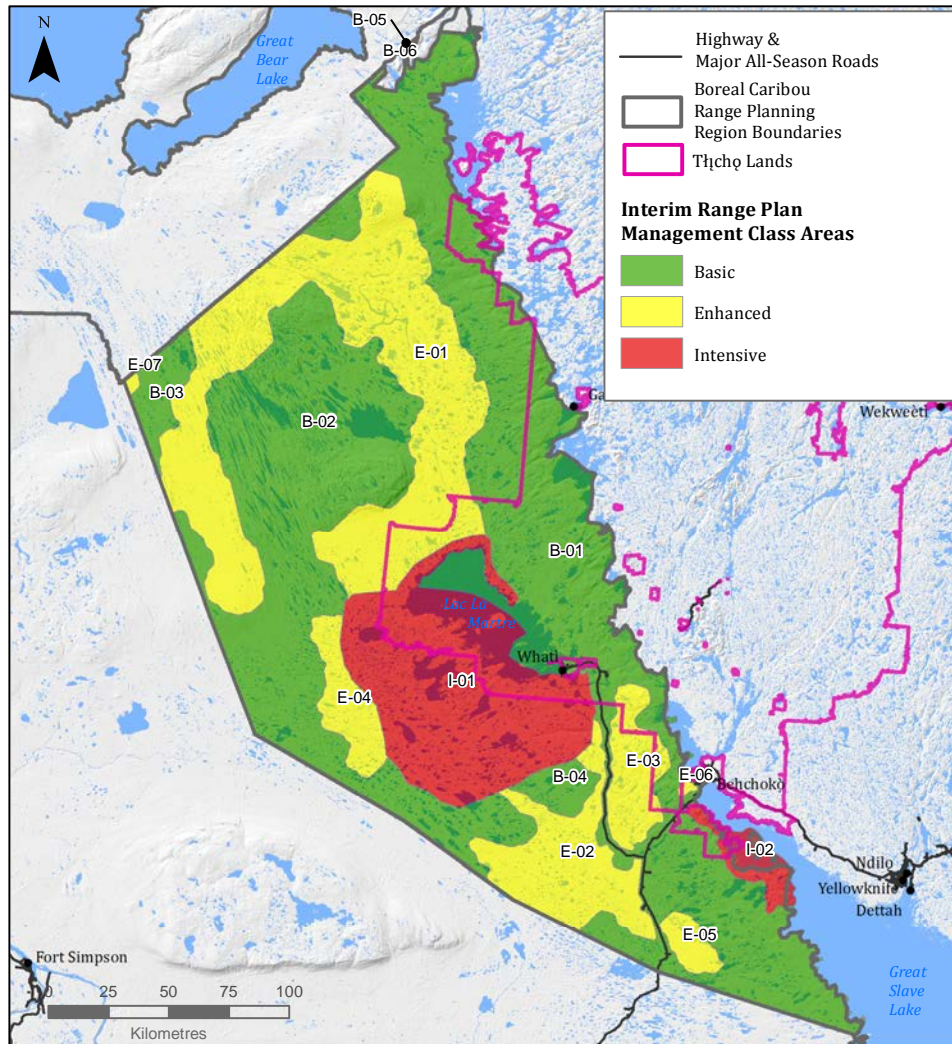 N
B-05
B-06
Great
Bear
Lake
Highway &
Major All-Season Roads
Boreal Caribou
Range Planning
Region Boundaries
Tłı̨chǫ Lands
Interim Range Plan
Management Class Areas
Basic
Enhanced
Intensive
E-01
E-07
B-03
B-02
Ga
Wekweètì
B-01
Lac La
Martre
Whatì
I-01
E-04
E-03
B-04
E-06
Behchokǫ̀
E-02
I-02
Ndilo
Yellowknife
Dettah
E-05
Fort Simpson
Great
Slave
Lake
25 50 75 100
Kilometres